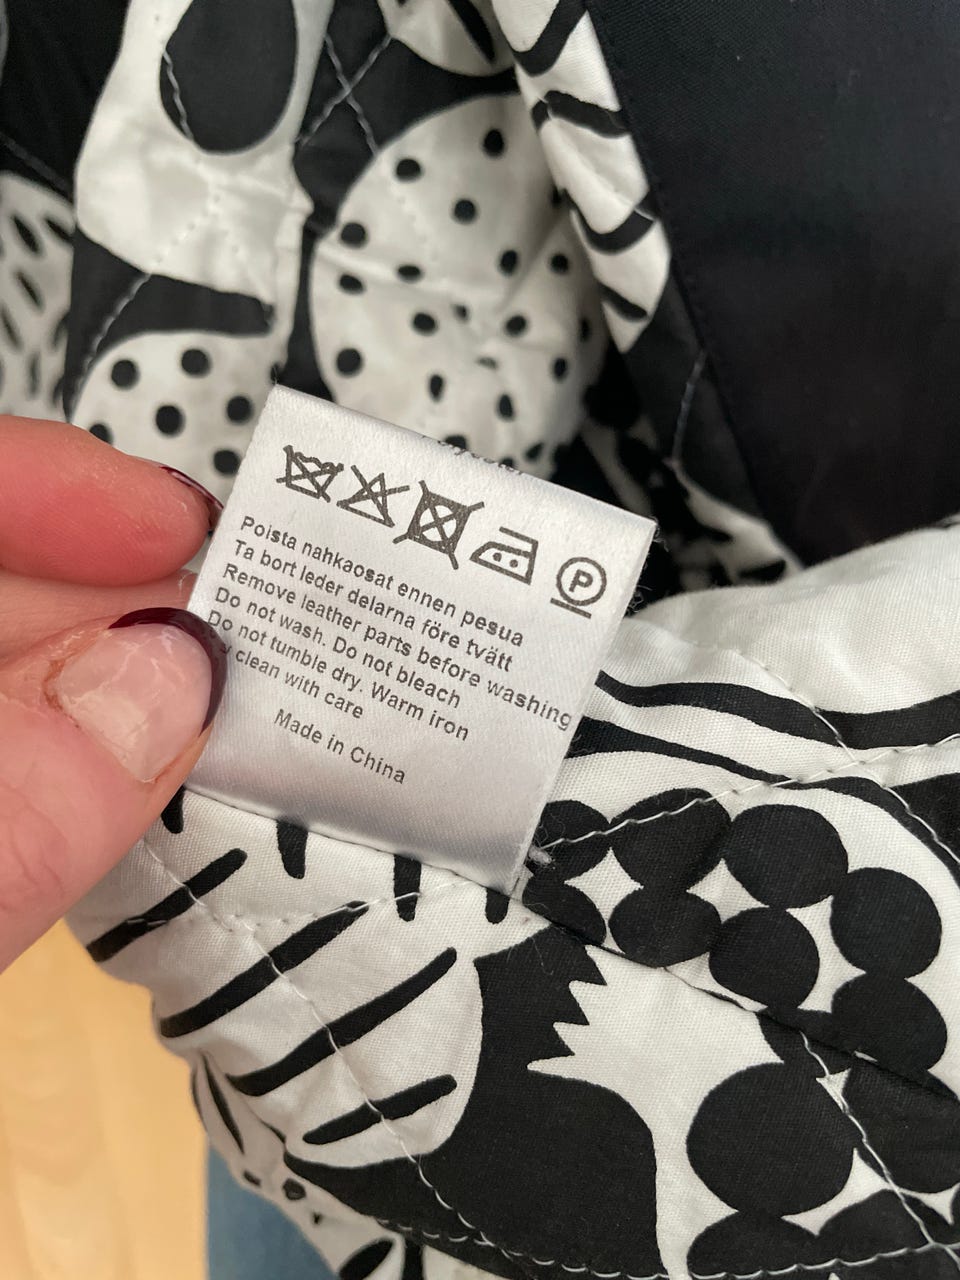 P
Poista nahkaosat ennen pesua
Ta bort leder delarna före tvätt
Remove leather parts before washing
Do not wash. Do not bleach
Do not tumble dry. Warm iron
clean with care
Made in China